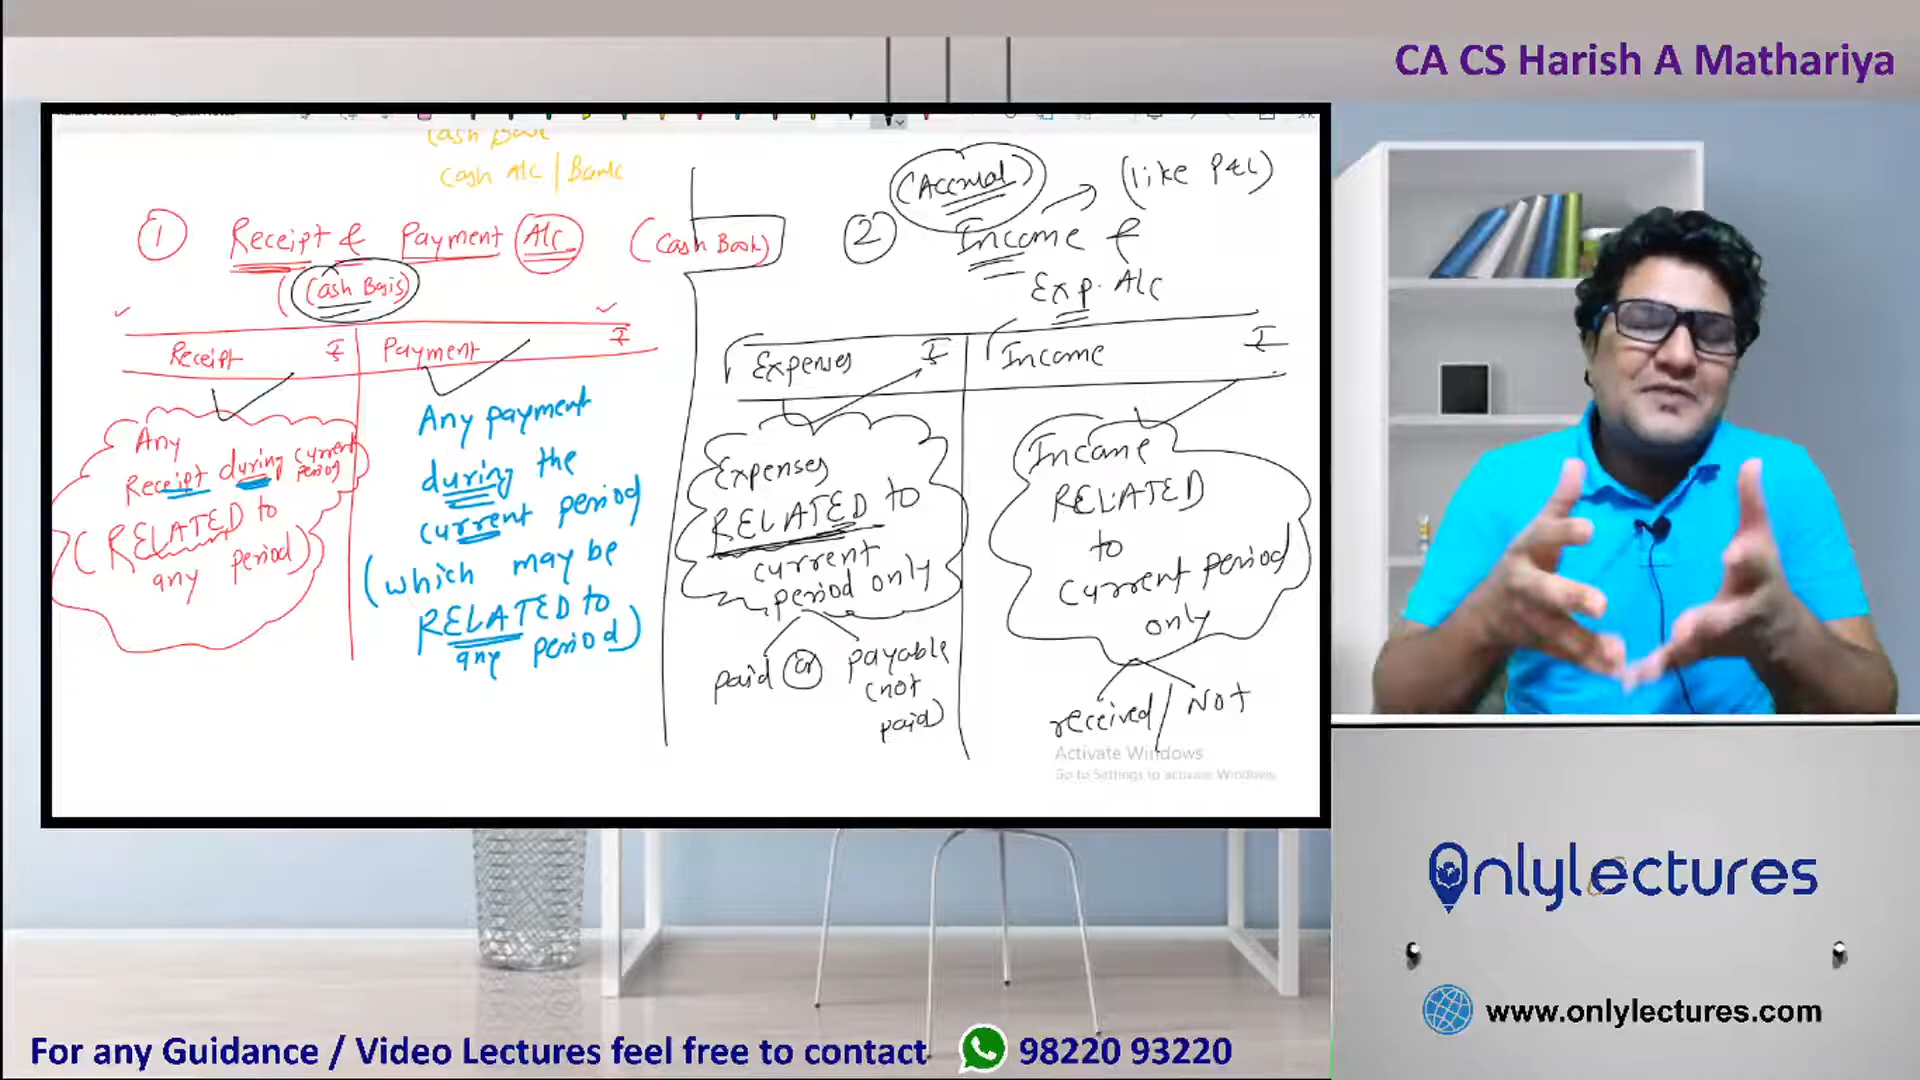 CA CS Harish A Mathariya
Cash Book
Cash A/c | Bank
① Receipt & Payment A/c (Cash Book)
(Cash Basis)
Receipt ₹ Payment ₹
Any
Receipt during current
period
(RELATED to
any period)
Any payment
during the
current period
(which may be
RELATED to
any period)
(Accrual)
(like P&L)
② Income &
Exp. A/c
Expenses ₹ Income ₹
Expenses
RELATED to
current
period only
paid or payable
(not
paid)
Income
RELATED
to
Current period
only
received / Not
Activate Windows
Go to Settings to activate Windows.
Onlylectures
www.onlylectures.com
For any Guidance / Video Lectures feel free to contact 98220 93220